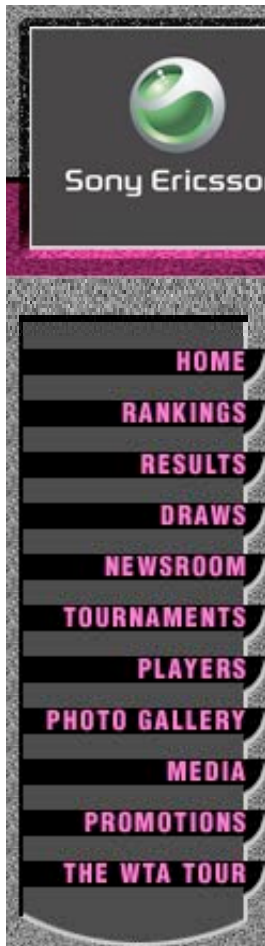 Sony Ericsso
HOME
RANKINGS
RESULTS
DRAWS
NEWSROOM
TOURNAMENTS
PLAYERS
PHOTO GALLERY
MEDIA
PROMOTIONS
THE WTA TOUR